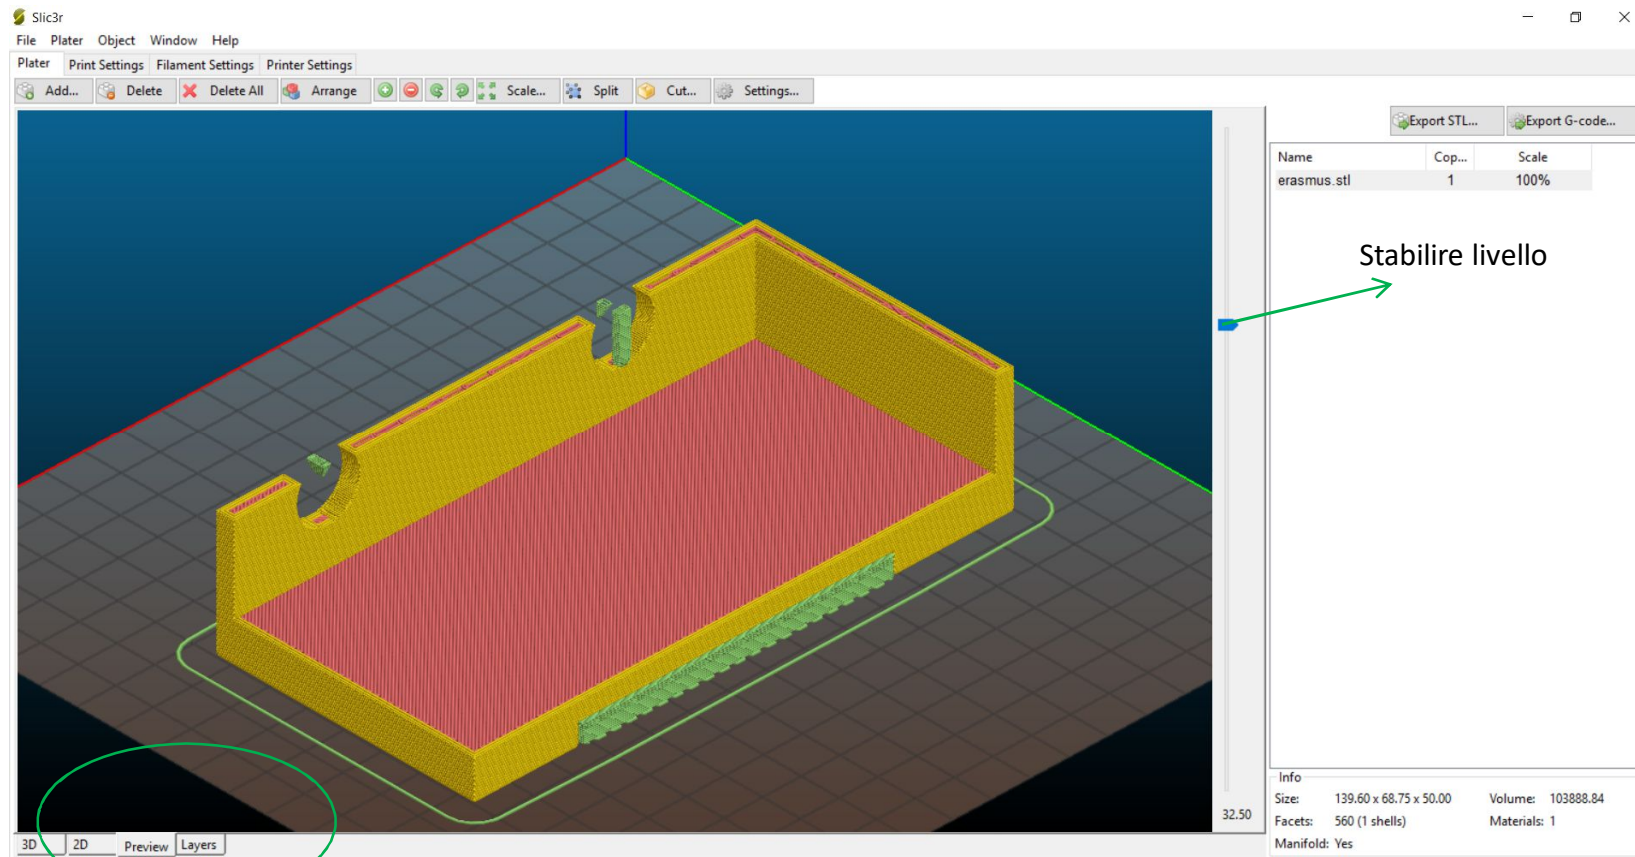 Slic3r
File Plater Object Window Help
Plater Print Settings Filament Settings Printer Settings
Add... Delete Delete All Arrange Scale... Split Cut... Settings...
Export STL... Export G-code...
Name Cop... Scale
erasmus.stl 1 100%
Stabilire livello
32.50
Info
Size: 139.60 x 68.75 x 50.00 Volume: 103888.84
Facets: 560 (1 shells) Materials: 1
Manifold: Yes
3D 2D Preview Layers